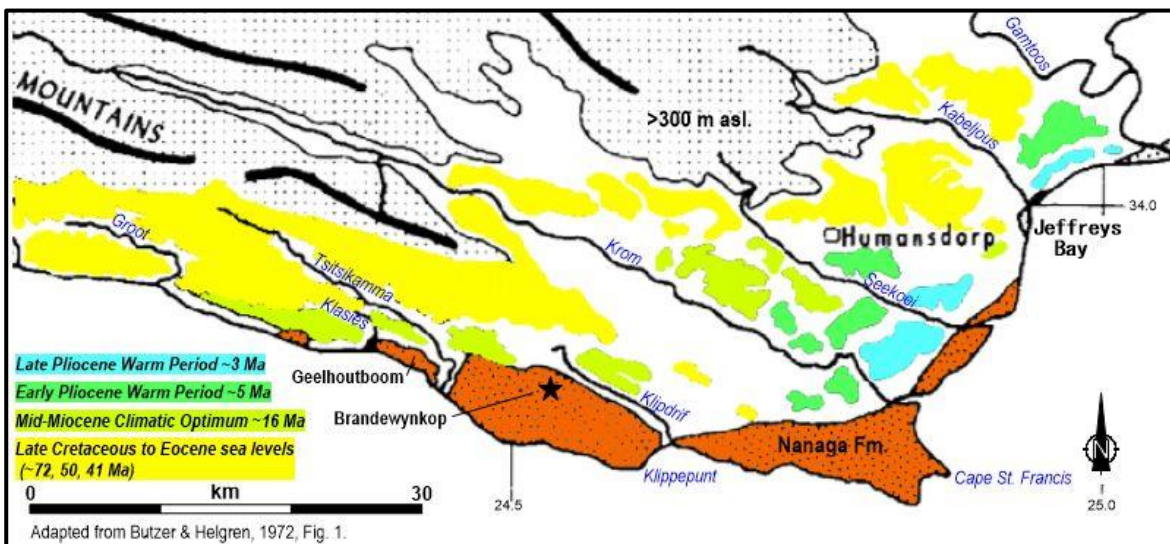 Gamtoos
MOUNTAINS
>300 m asl.
Kabeljous
34.0
Jeffreys
Bay
Humansdorp
Groot
Tsitsikamma
Krom
Seekoei
Klasies
Late Pliocene Warm Period ~3 Ma
Early Pliocene Warm Period ~5 Ma
Mid-Miocene Climatic Optimum ~16 Ma
Late Cretaceous to Eocene sea levels
(~72, 50, 41 Ma)
Geelhoutboom
Brandewynkop
Klipdrif
Nanaga Fm.
N
Klippepunt
Cape St. Francis
0 km 30
24.5
25.0
Adapted from Butzer & Helgren, 1972, Fig. 1.